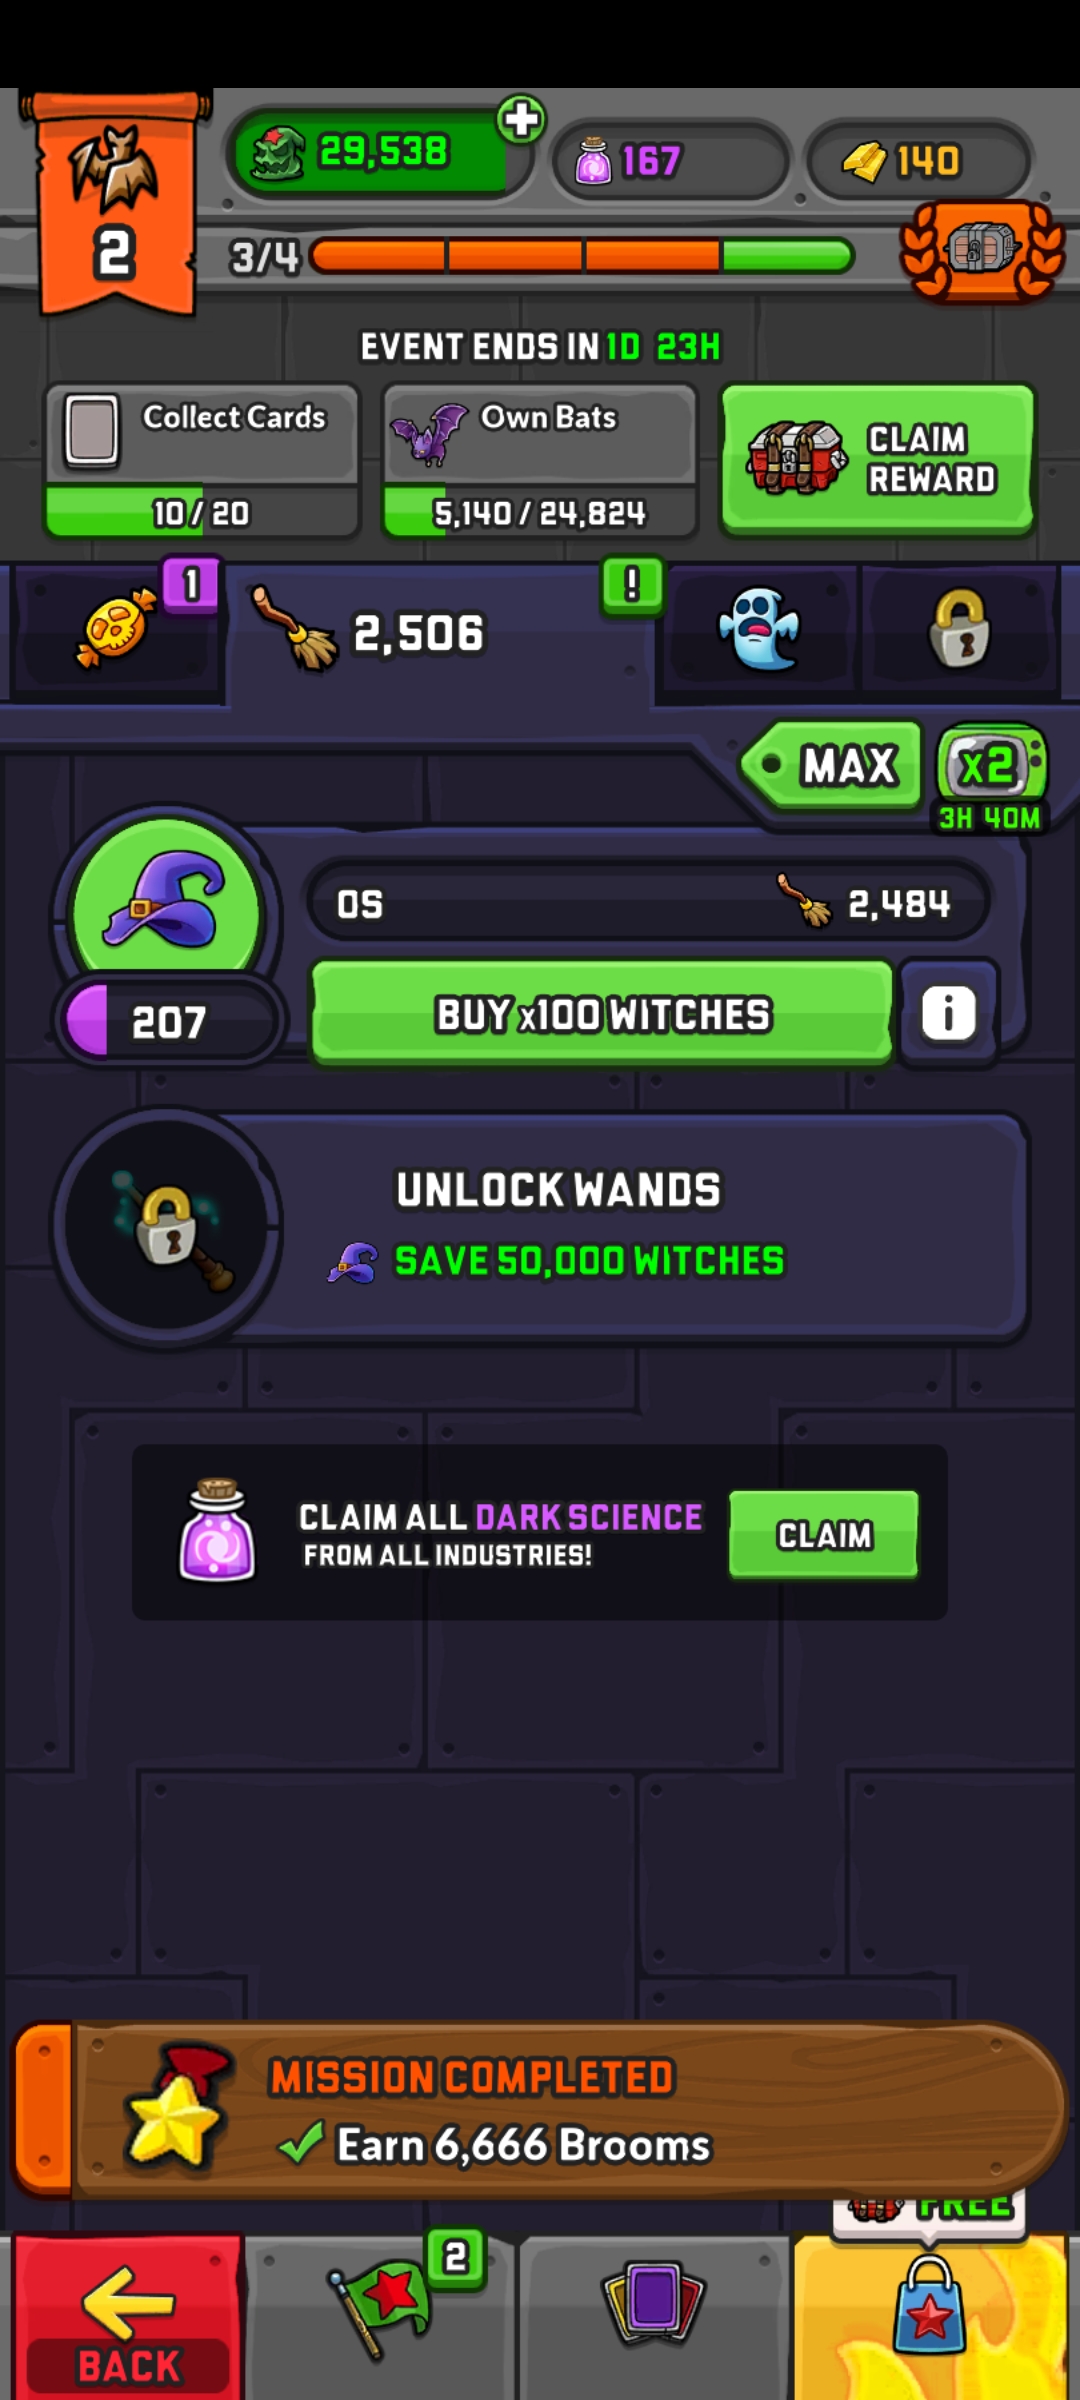 29,538
167
140
2
3/4
EVENT ENDS IN 1D 23H
Collect Cards
10 / 20
Own Bats
5,140 / 24,824
CLAIM
REWARD
1
2,506
!
MAX
x2
3H 40M
0S
2,484
207
BUY x100 WITCHES
i
UNLOCK WANDS
SAVE 50,000 WITCHES
CLAIM ALL DARK SCIENCE
FROM ALL INDUSTRIES!
CLAIM
MISSION COMPLETED
Earn 6,666 Brooms
FREE
2
BACK